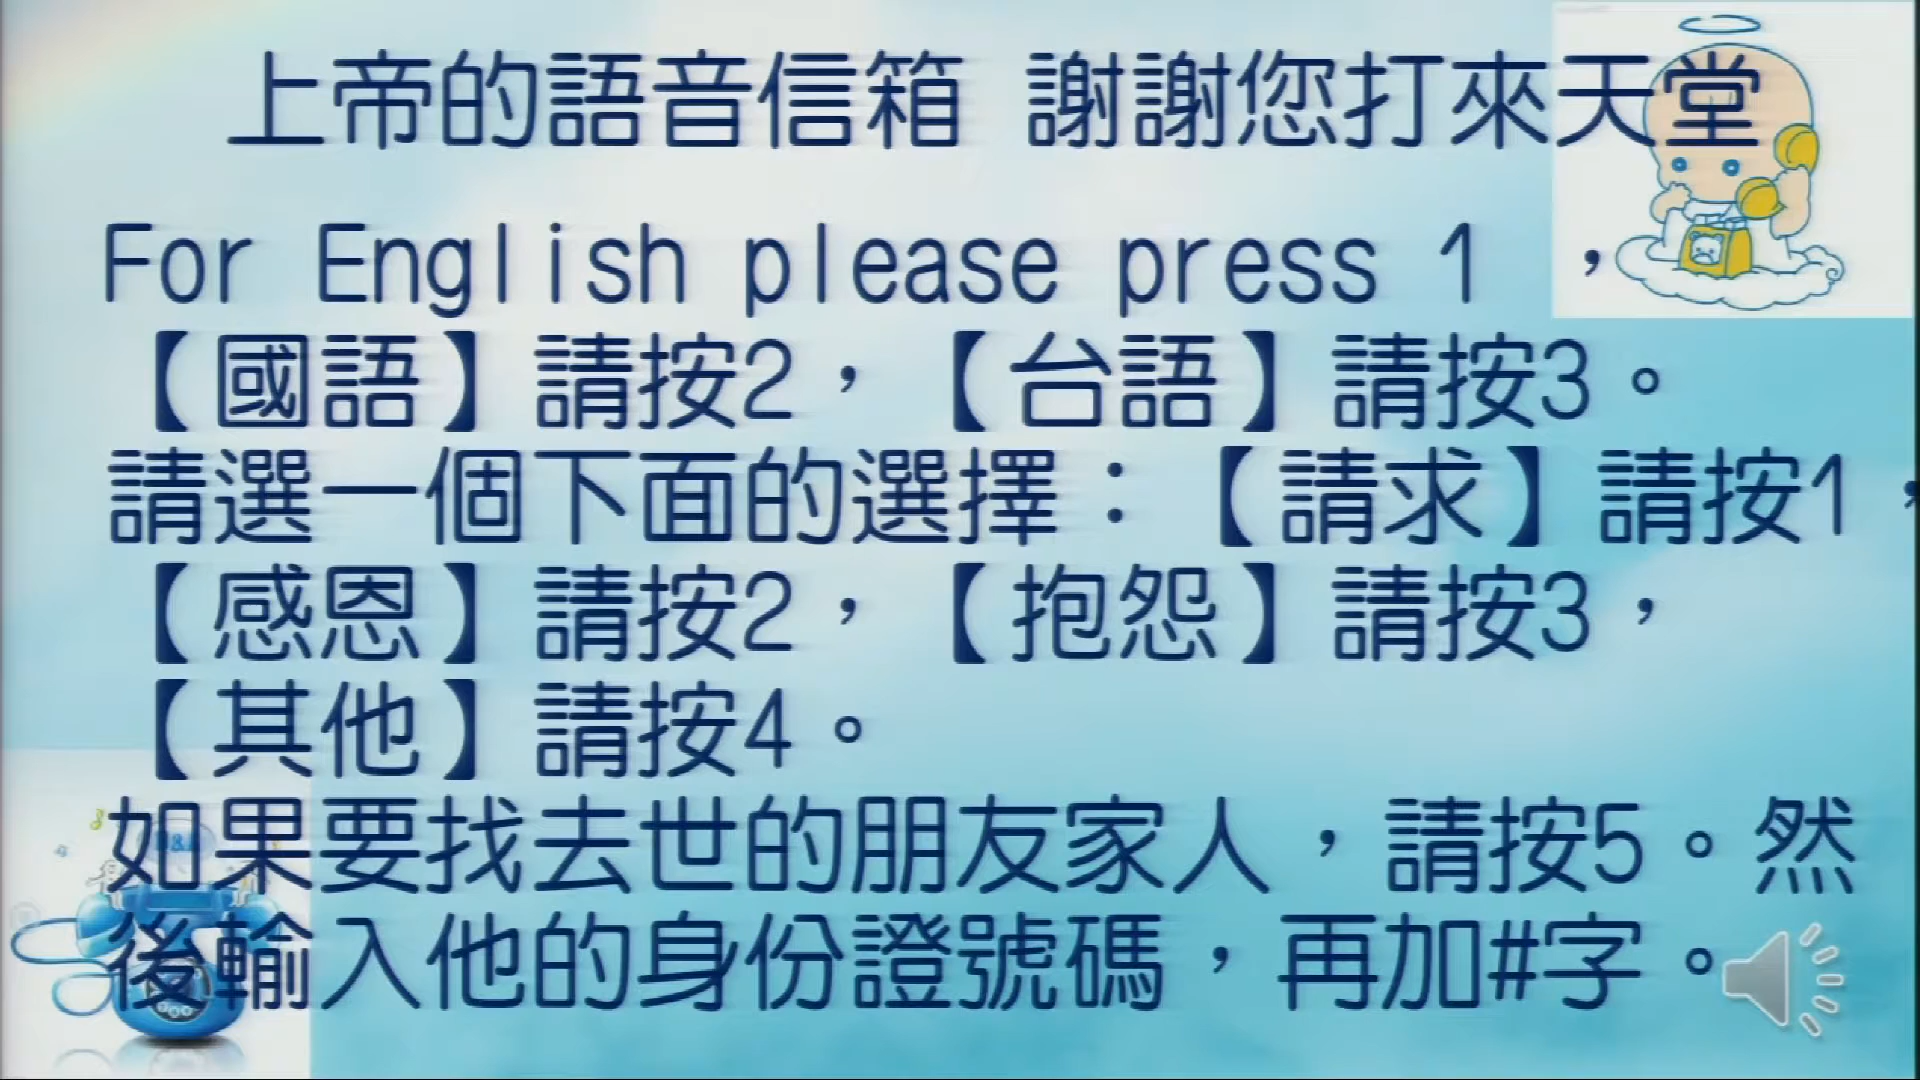 上帝的語音信箱 謝謝您打來天堂
For English please press 1 ，
【國語】請按2，【台語】請按3。
請選一個下面的選擇：【請求】請按1，
【感恩】請按2，【抱怨】請按3，
【其他】請按4。
如果要找去世的朋友家人，請按5。然
後輸入他的身份證號碼，再加#字。